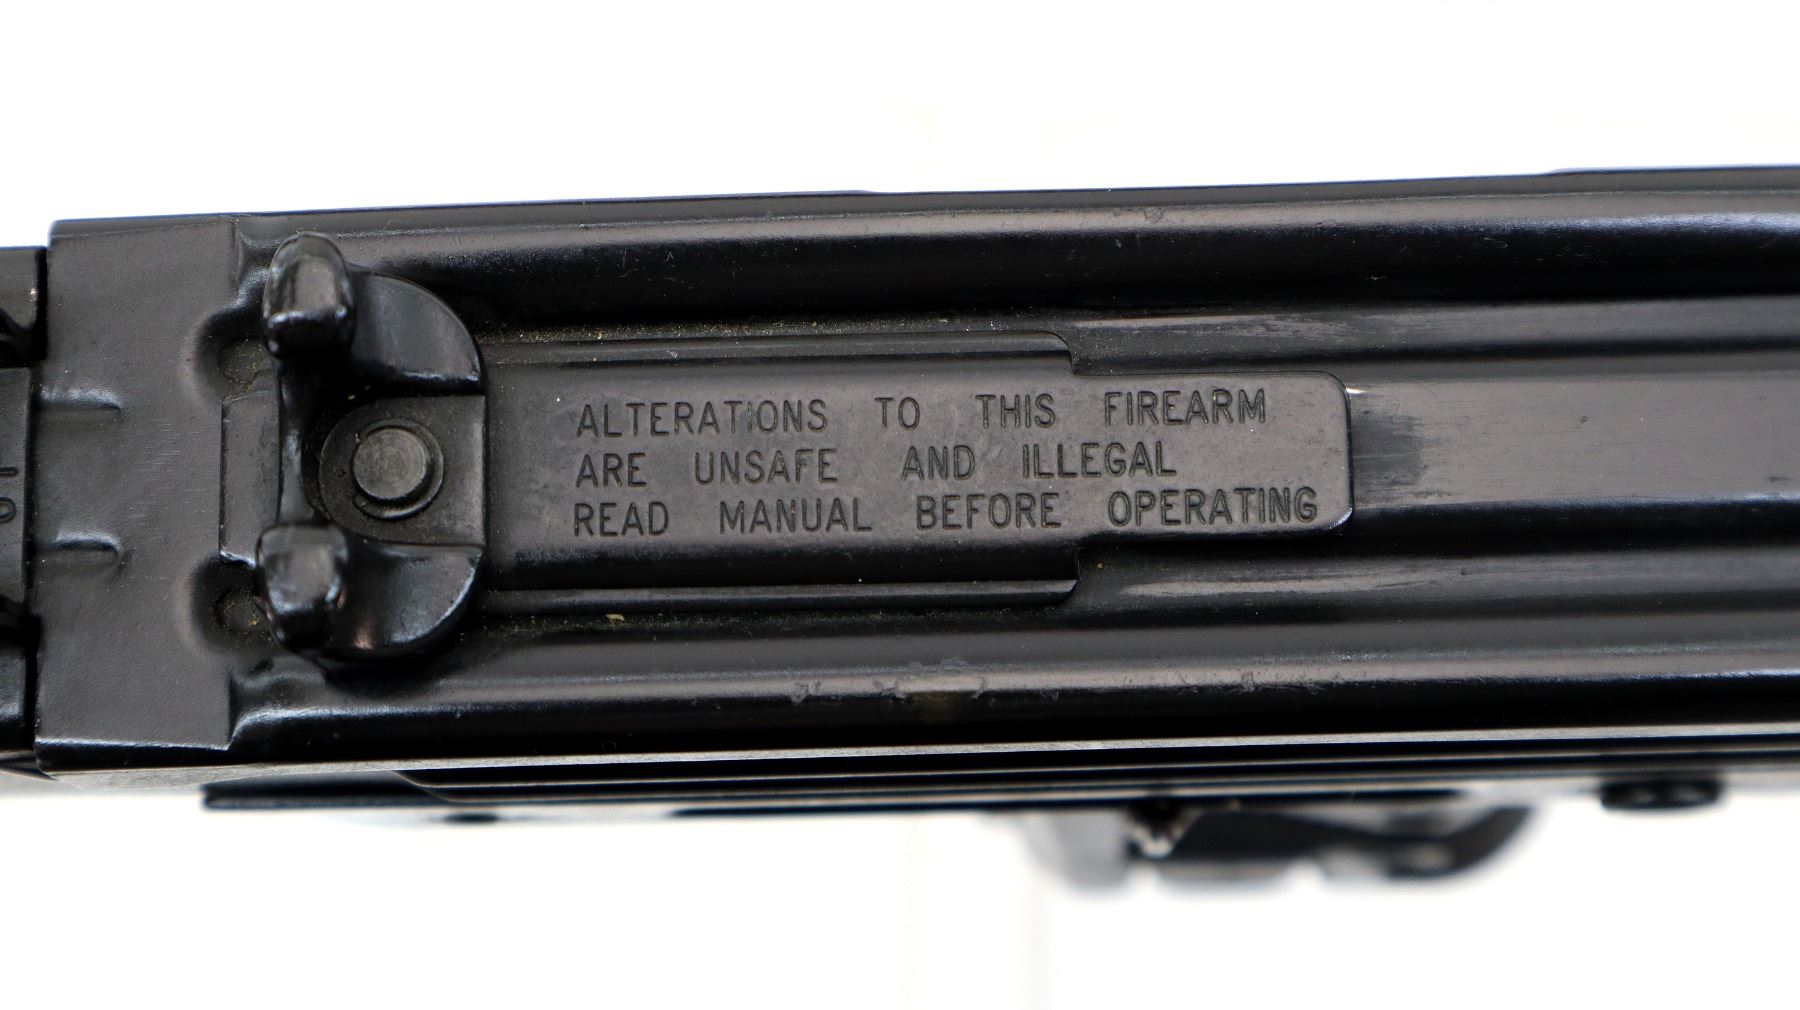 ALTERATIONS TO THIS FIREARM
ARE UNSAFE AND ILLEGAL
READ MANUAL BEFORE OPERATING